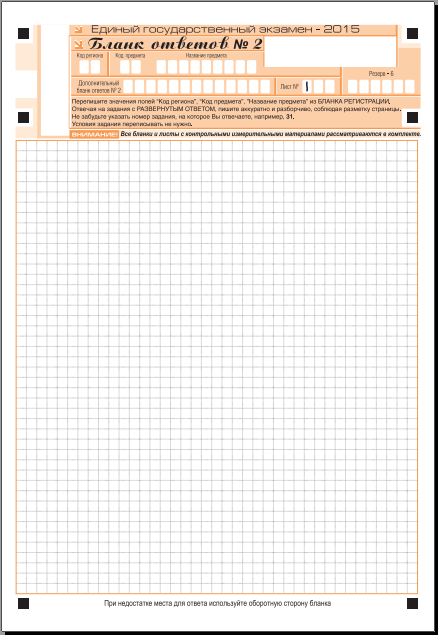 Единый государственный экзамен - 2015
Бланк ответов № 2
Код региона Код предмета Название предмета
Резерв - 6
Дополнительный
бланк ответов № 2
Лист № 1
Перепишите значения полей "Код региона", "Код предмета", "Название предмета" из БЛАНКА РЕГИСТРАЦИИ.
Отвечая на задания с РАЗВЕРНУТЫМ ОТВЕТОМ, пишите аккуратно и разборчиво, соблюдая разметку страницы.
Не забудьте указать номер задания, на которое Вы отвечаете, например, 31.
Условия задания переписывать не нужно.
ВНИМАНИЕ! Все бланки и листы с контрольными измерительными материалами рассматриваются в комплекте.
При недостатке места для ответа используйте оборотную сторону бланка